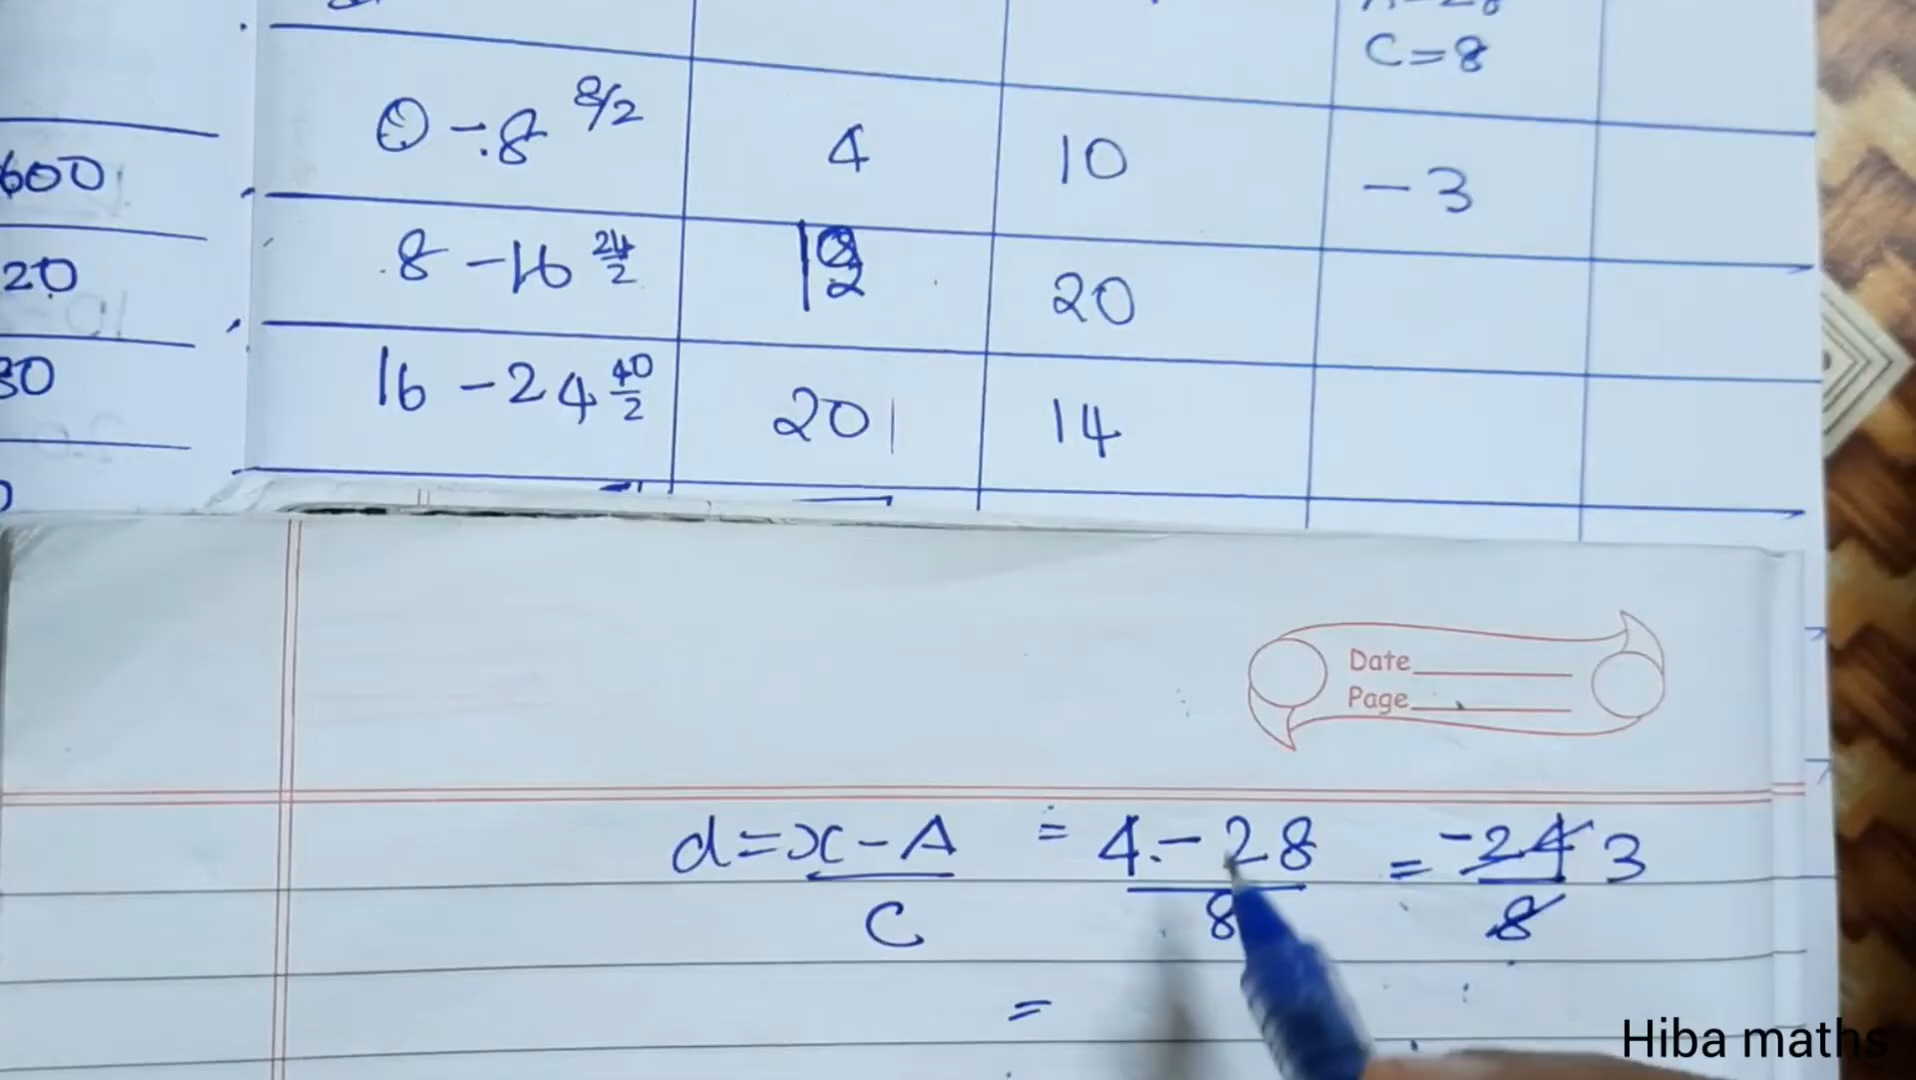 C=8
0-8 8/2 4 10 -3
600
8-16 24/2 12 20
20
16-24 40/2 20 14
30
Date
Page
d = x-A/C = 4-28/8 = -24/8 3
=
Hiba maths